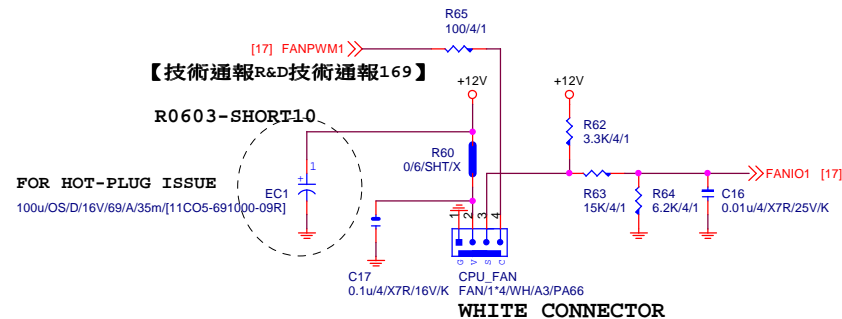 R65
100/4/1
[17] FANPWM1
【技術通報R&D技術通報169】
+12V
+12V
R0603-SHORT10
R62
3.3K/4/1
R60
0/6/SHT/X
1
+
FANIO1 [17]
FOR HOT-PLUG ISSUE
EC1
100u/OS/D/16V/69/A/35m/[11CO5-691000-09R]
R63
15K/4/1
R64
6.2K/4/1
C16
0.01u/4/X7R/25V/K
1 2 3 4
G V S C
C17
0.1u/4/X7R/16V/K
CPU_FAN
FAN/1*4/WH/A3/PA66
WHITE CONNECTOR